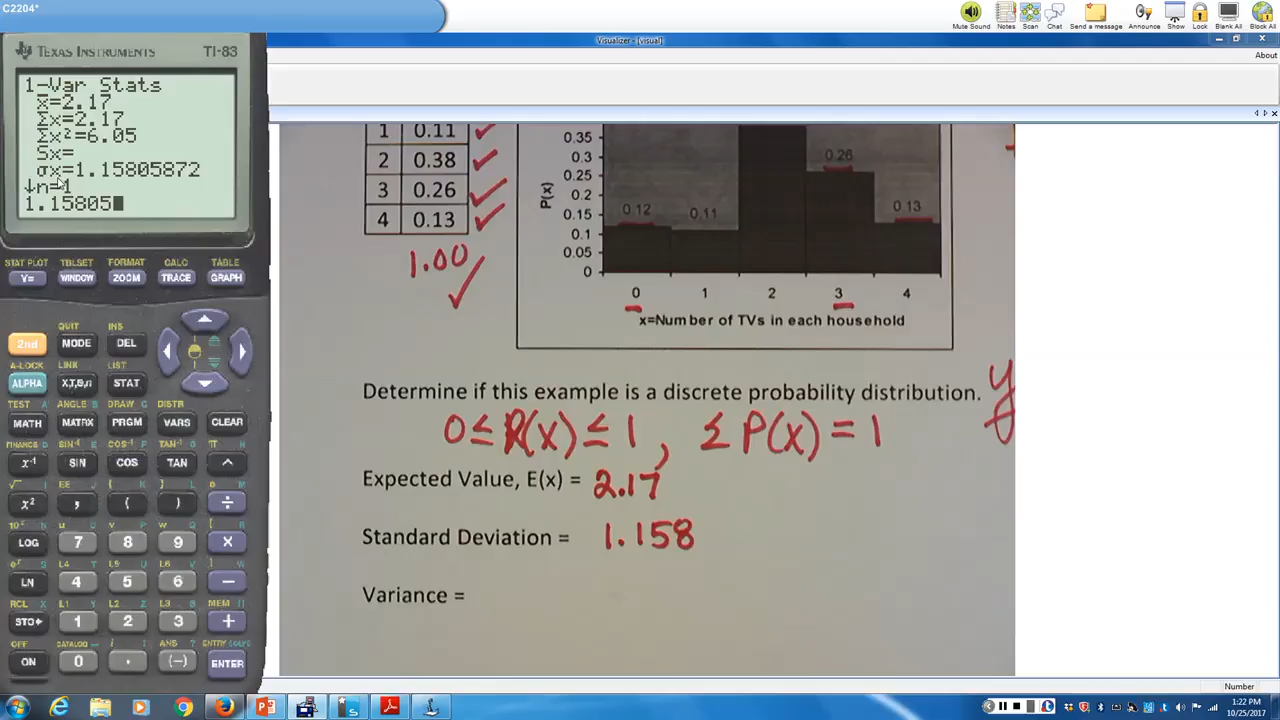 C2204*
Mute Sound Notes Scan Chat Send a message Announce Show Lock Blank All Block All
Visualizer - [visual]
About
TEXAS INSTRUMENTS TI-83
1-Var Stats
x̄=2.17
Σx=2.17
Σx²=6.05
Sx=
σx=1.15805872
↓n=1
1.15805
STAT PLOT TBLSET FORMAT CALC TABLE
Y= WINDOW ZOOM TRACE GRAPH
QUIT INS
2nd MODE DEL
A-LOCK LINK LIST
ALPHA X,T,θ,n STAT
TEST A ANGLE B DRAW C DISTR
MATH MATRX PRGM VARS CLEAR
x⁻¹ SIN COS TAN ^
x² , ( ) ÷
LOG 7 8 9 ×
LN 4 5 6 −
RCL X L1 Y L2 Z L3 MEM
STO▸ 1 2 3 +
OFF CATALOG i ANS ? ENTRY SOLVE
ON 0 . (−) ENTER
1 0.11 ✓
2 0.38 ✓
3 0.26 ✓
4 0.13 ✓
1.00 ✓
P(x)
0.35
0.3
0.25
0.2
0.15
0.1
0.05
0
0.12 0.11 0.26 0.13
0 1 2 3 4
x=Number of TVs in each household
Determine if this example is a discrete probability distribution. y
0≤P(x)≤1, ΣP(x)=1
Expected Value, E(x) = 2.17
Standard Deviation = 1.158
Variance =
Number
1:22 PM
10/25/2017